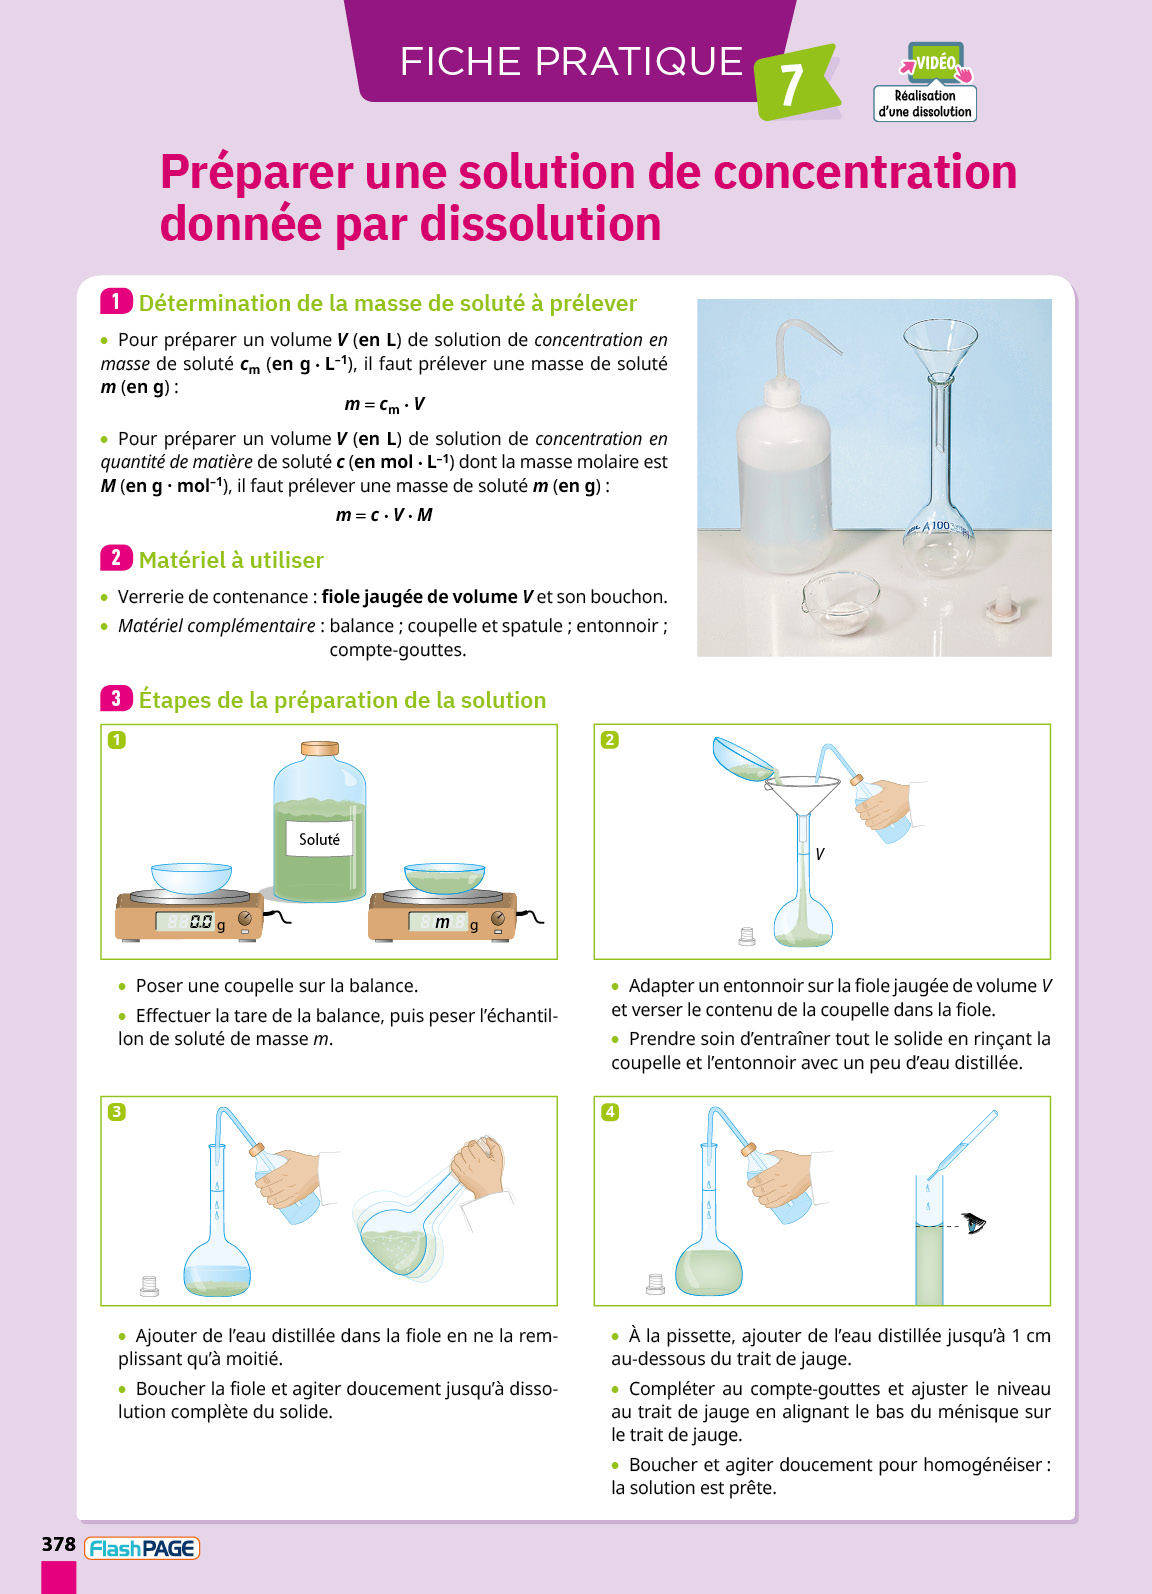 FICHE PRATIQUE
7
VIDÉO
Réalisation
d'une dissolution
Préparer une solution de concentration
donnée par dissolution
1 Détermination de la masse de soluté à prélever
• Pour préparer un volume V (en L) de solution de concentration en
masse de soluté cm (en g · L–1), il faut prélever une masse de soluté
m (en g) :
m = cm · V
• Pour préparer un volume V (en L) de solution de concentration en
quantité de matière de soluté c (en mol · L–1) dont la masse molaire est
M (en g · mol–1), il faut prélever une masse de soluté m (en g) :
m = c · V · M
A 100
2 Matériel à utiliser
• Verrerie de contenance : fiole jaugée de volume V et son bouchon.
• Matériel complémentaire : balance ; coupelle et spatule ; entonnoir ;
compte-gouttes.
3 Étapes de la préparation de la solution
1
Soluté
0.0 g
m g
2
V
• Poser une coupelle sur la balance.
• Effectuer la tare de la balance, puis peser l'échantil-
lon de soluté de masse m.
• Adapter un entonnoir sur la fiole jaugée de volume V
et verser le contenu de la coupelle dans la fiole.
• Prendre soin d'entraîner tout le solide en rinçant la
coupelle et l'entonnoir avec un peu d'eau distillée.
3
4
• Ajouter de l'eau distillée dans la fiole en ne la rem-
plissant qu'à moitié.
• Boucher la fiole et agiter doucement jusqu'à disso-
lution complète du solide.
• À la pissette, ajouter de l'eau distillée jusqu'à 1 cm
au-dessous du trait de jauge.
• Compléter au compte-gouttes et ajuster le niveau
au trait de jauge en alignant le bas du ménisque sur
le trait de jauge.
• Boucher et agiter doucement pour homogénéiser :
la solution est prête.
378 FlashPAGE